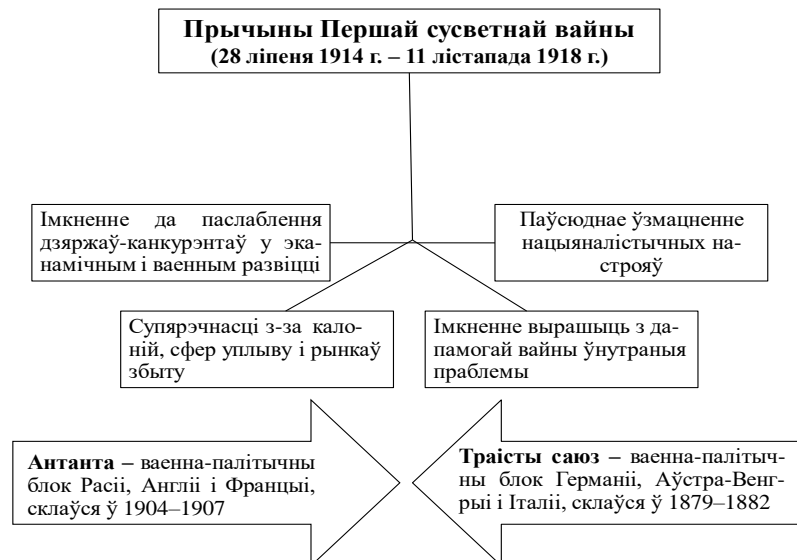 Прычыны Першай сусветнай вайны
(28 ліпеня 1914 г. – 11 лістапада 1918 г.)
Імкненне да паслаблення
дзяржаў-канкурэнтаў у эка-
намічным і ваенным развіцці
Паўсюднае ўзмацненне
нацыяналістычных на-
строяў
Супярэчнасці з-за кало-
ній, сфер уплыву і рынкаў
збыту
Імкненне вырашыць з да-
памогай вайны ўнутраныя
праблемы
Антанта – ваенна-палітычны
блок Расіі, Англіі і Францыі,
склаўся ў 1904–1907
Траісты саюз – ваенна-палітыч-
ны блок Германіі, Аўстра-Венг-
рыі і Італіі, склаўся ў 1879–1882